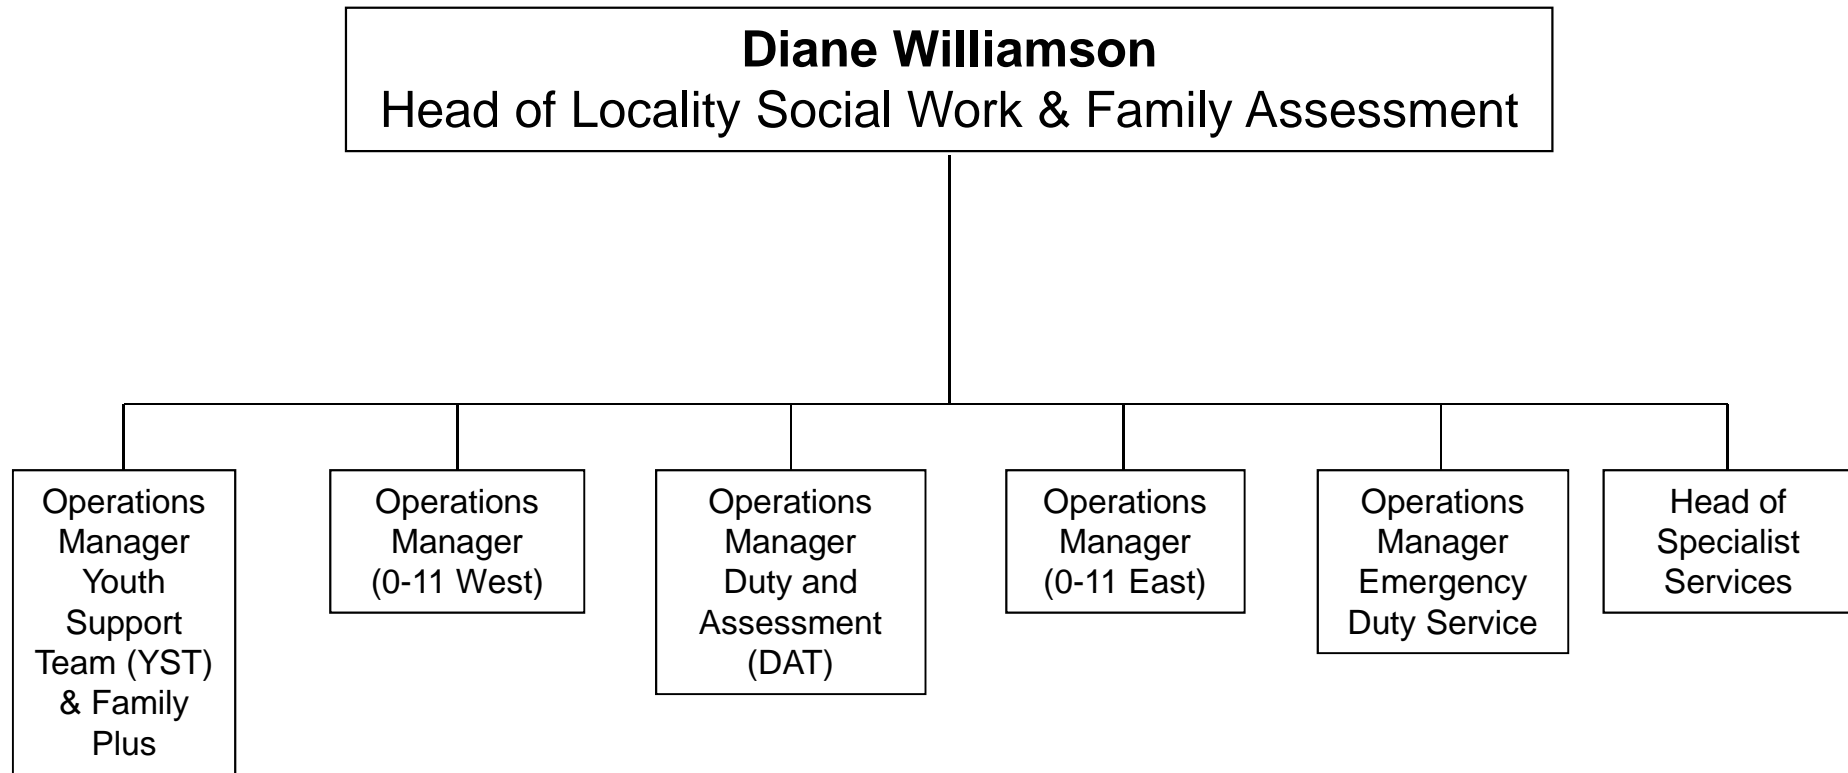 Diane Williamson
Head of Locality Social Work & Family Assessment
Operations
Manager
Youth
Support
Team (YST)
& Family
Plus
Operations
Manager
(0-11 West)
Operations
Manager
Duty and
Assessment
(DAT)
Operations
Manager
(0-11 East)
Operations
Manager
Emergency
Duty Service
Head of
Specialist
Services